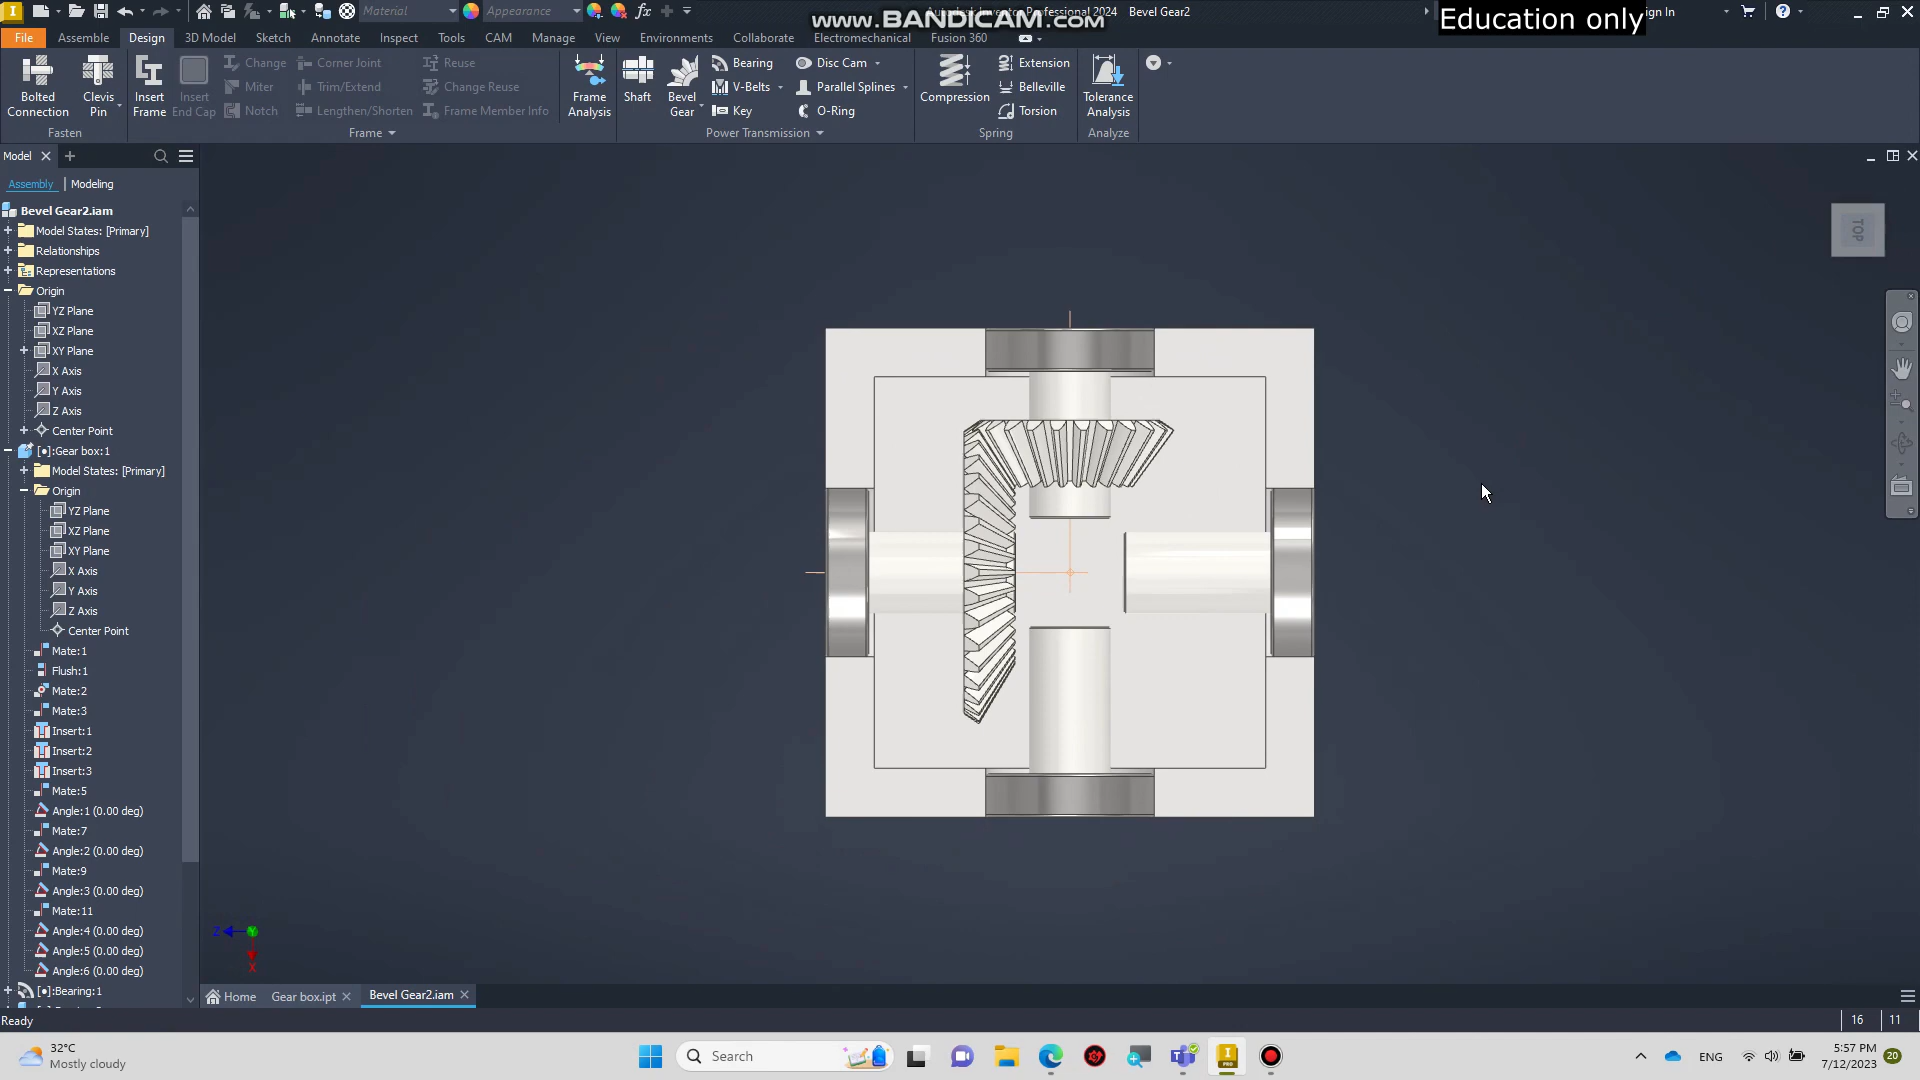 Material
Appearance
fx
www.BANDICAM.com
Professional 2024 Bevel Gear2
Education only
gn In
File
Assemble
Design
3D Model
Sketch
Annotate
Inspect
Tools
CAM
Manage
View
Environments
Collaborate
Electromechanical
Fusion 360
Bolted Connection
Clevis Pin
Insert Frame
Insert End Cap
Change
Miter
Notch
Corner Joint
Trim/Extend
Lengthen/Shorten
Reuse
Change Reuse
Frame Member Info
Frame Analysis
Shaft
Bevel Gear
Bearing
V-Belts
Key
Disc Cam
Parallel Splines
O-Ring
Compression
Extension
Belleville
Torsion
Tolerance Analysis
Fasten
Frame
Power Transmission
Spring
Analyze
Model
Assembly | Modeling
Bevel Gear2.iam
Model States: [Primary]
Relationships
Representations
Origin
YZ Plane
XZ Plane
XY Plane
X Axis
Y Axis
Z Axis
Center Point
[●]:Gear box:1
Model States: [Primary]
Origin
YZ Plane
XZ Plane
XY Plane
X Axis
Y Axis
Z Axis
Center Point
Mate:1
Flush:1
Mate:2
Mate:3
Insert:1
Insert:2
Insert:3
Mate:5
Angle:1 (0.00 deg)
Mate:7
Angle:2 (0.00 deg)
Mate:9
Angle:3 (0.00 deg)
Mate:11
Angle:4 (0.00 deg)
Angle:5 (0.00 deg)
Angle:6 (0.00 deg)
[●]:Bearing:1
TOP
Z
Y
X
Home
Gear box.ipt
Bevel Gear2.iam
Ready
16
11
32°C
Mostly cloudy
Search
ENG
5:57 PM
7/12/2023
20